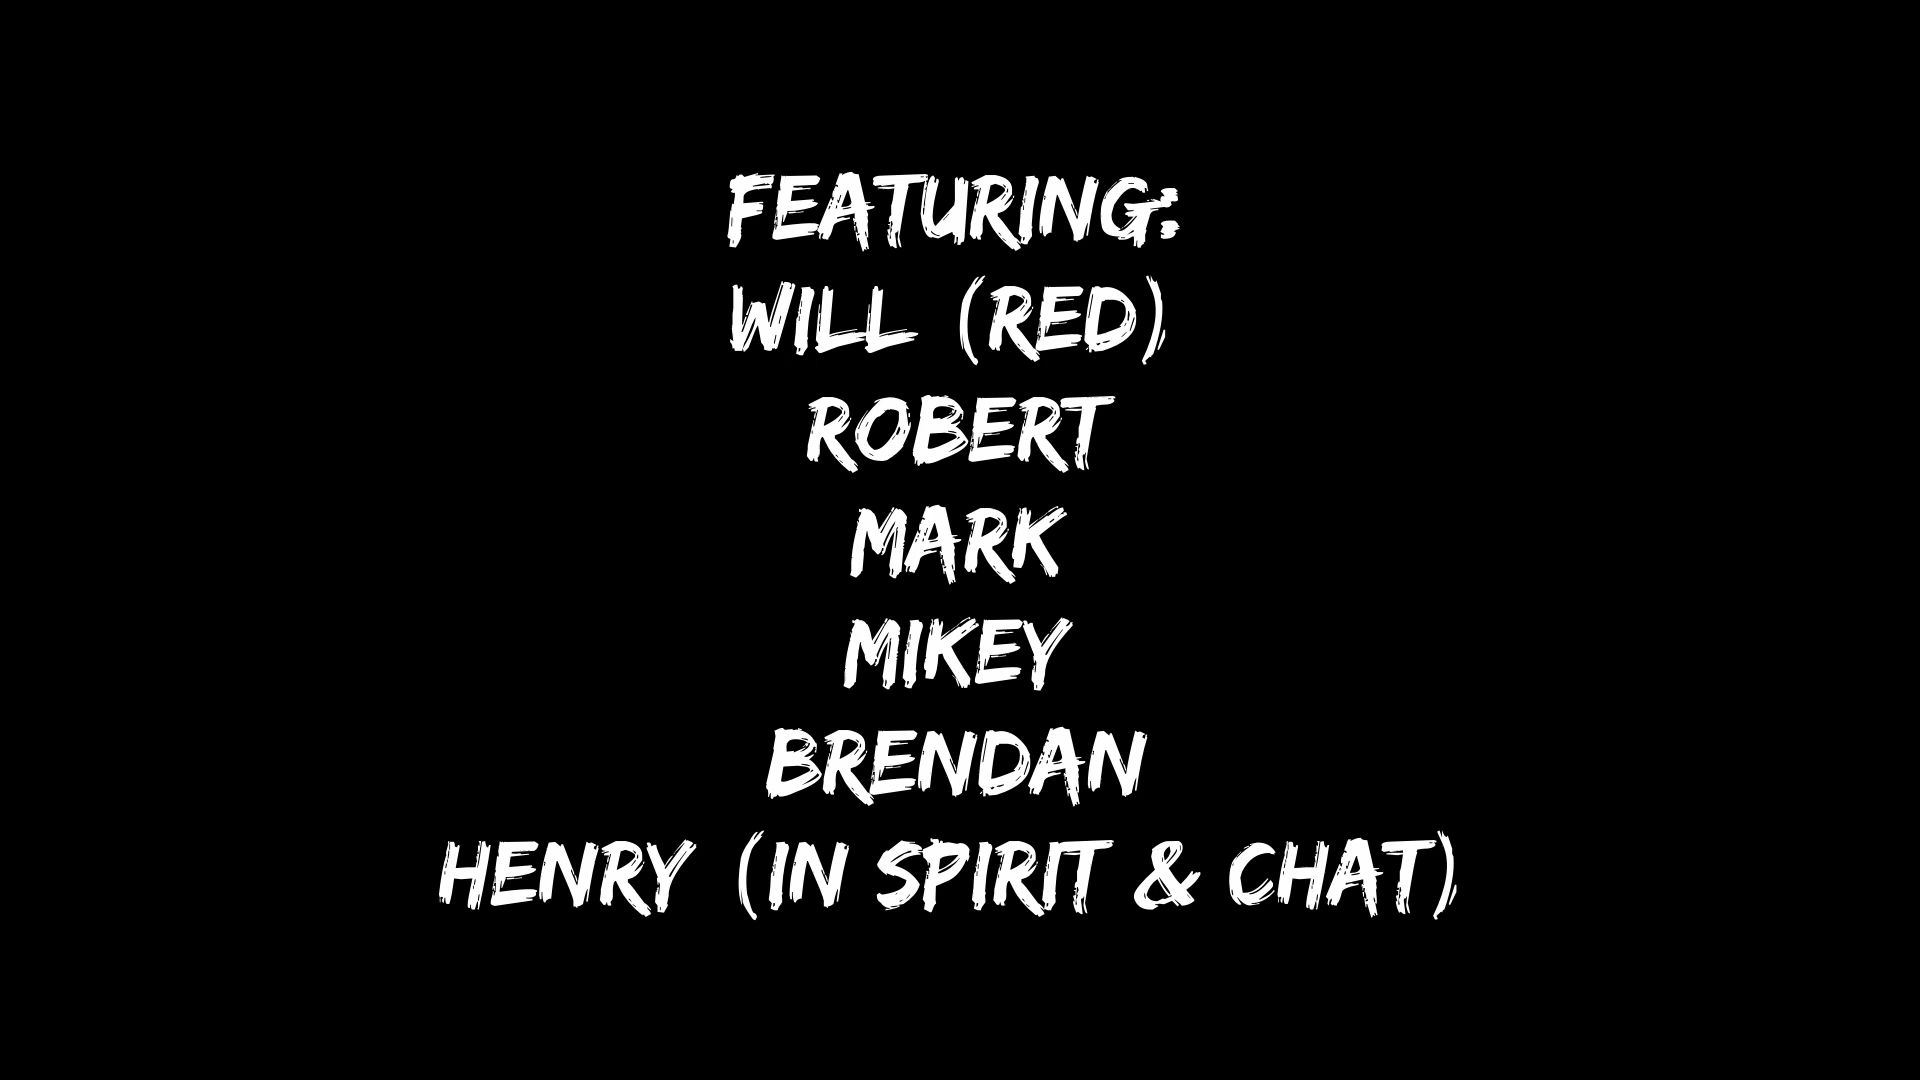 FEATURING:
WILL (RED)
ROBERT
MARK
MIKEY
BRENDAN
HENRY (IN SPIRIT & CHAT)